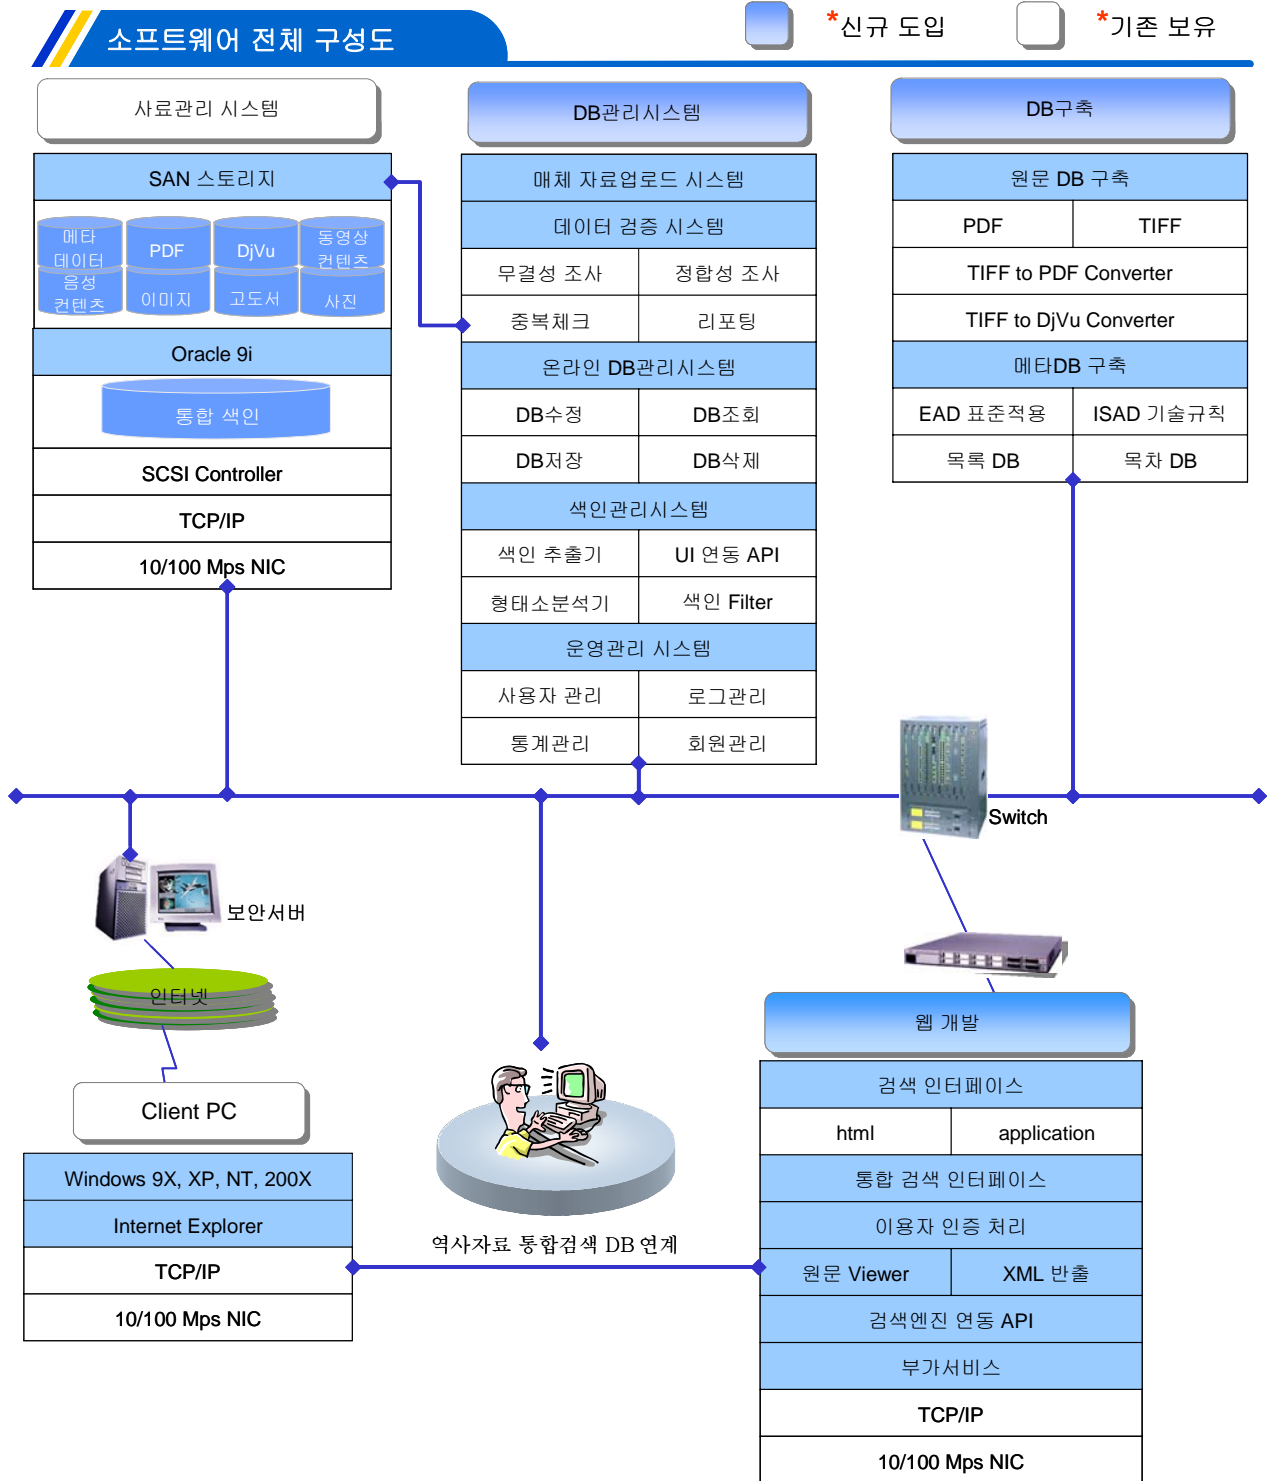 소프트웨어 전체 구성도
*신규 도입
*기존 보유
사료관리 시스템
SAN 스토리지
메타
데이터
PDF
DjVu
동영상
컨텐츠
음성
컨텐츠
이미지
고도서
사진
Oracle 9i
통합 색인
SCSI Controller
TCP/IP
10/100 Mps NIC
DB관리시스템
매체 자료업로드 시스템
데이터 검증 시스템
무결성 조사
정합성 조사
중복체크
리포팅
온라인 DB관리시스템
DB수정
DB조회
DB저장
DB삭제
색인관리시스템
색인 추출기
UI 연동 API
형태소분석기
색인 Filter
운영관리 시스템
사용자 관리
로그관리
통계관리
회원관리
DB구축
원문 DB 구축
PDF
TIFF
TIFF to PDF Converter
TIFF to DjVu Converter
메타DB 구축
EAD 표준적용
ISAD 기술규칙
목록 DB
목차 DB
Switch
보안서버
인터넷
Client PC
Windows 9X, XP, NT, 200X
Internet Explorer
TCP/IP
10/100 Mps NIC
역사자료 통합검색 DB 연계
웹 개발
검색 인터페이스
html
application
통합 검색 인터페이스
이용자 인증 처리
원문 Viewer
XML 반출
검색엔진 연동 API
부가서비스
TCP/IP
10/100 Mps NIC